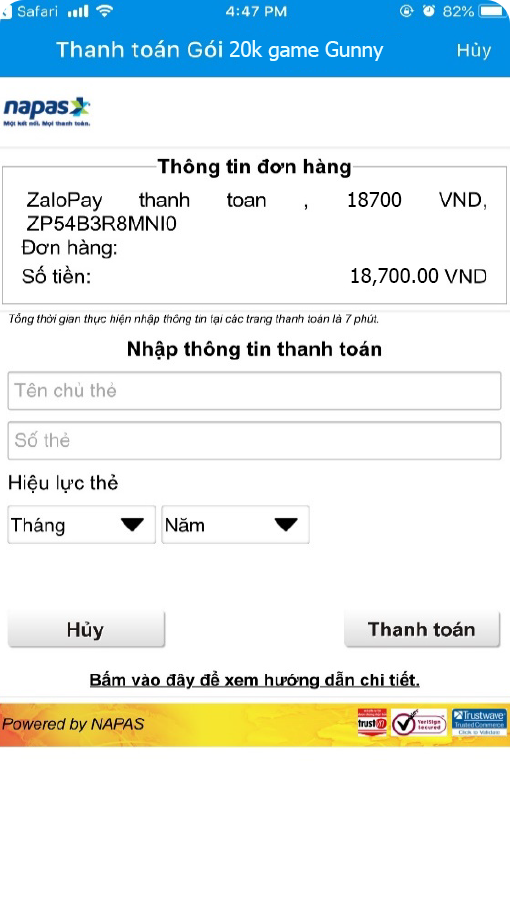 Safari 4:47 PM 82%
Thanh toán Gói 20k game Gunny Hủy
napas
Một kết nối. Mọi thanh toán.
Thông tin đơn hàng
ZaloPay thanh toan , 18700 VND,
ZP54B3R8MNI0
Đơn hàng:
Số tiền: 18,700.00 VND
Tổng thời gian thực hiện nhập thông tin tại các trang thanh toán là 7 phút.
Nhập thông tin thanh toán
Tên chủ thẻ
Số thẻ
Hiệu lực thẻ
Tháng Năm
Hủy Thanh toán
Bấm vào đây để xem hướng dẫn chi tiết.
Powered by NAPAS
trust
VeriSign
Secured
Trustwave
Trusted Commerce
Click to Validate